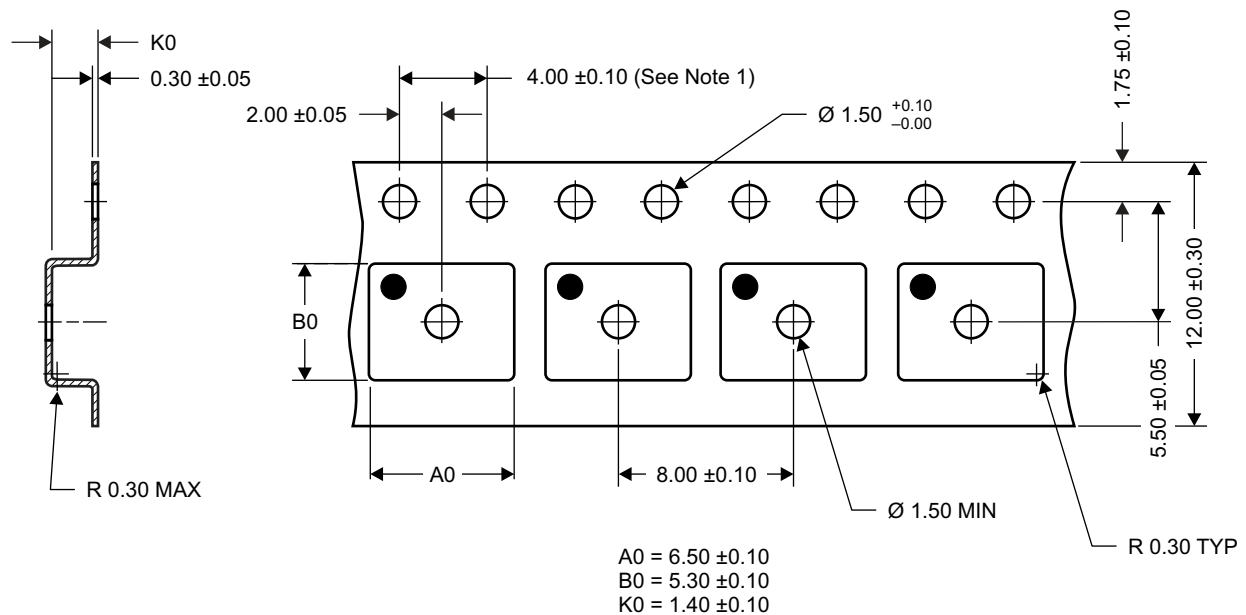 K0
0.30 ±0.05
4.00 ±0.10 (See Note 1)
2.00 ±0.05
Ø 1.50 +0.10 –0.00
1.75 ±0.10
12.00 ±0.30
5.50 ±0.05
B0
A0
8.00 ±0.10
R 0.30 MAX
Ø 1.50 MIN
R 0.30 TYP
A0 = 6.50 ±0.10
B0 = 5.30 ±0.10
K0 = 1.40 ±0.10